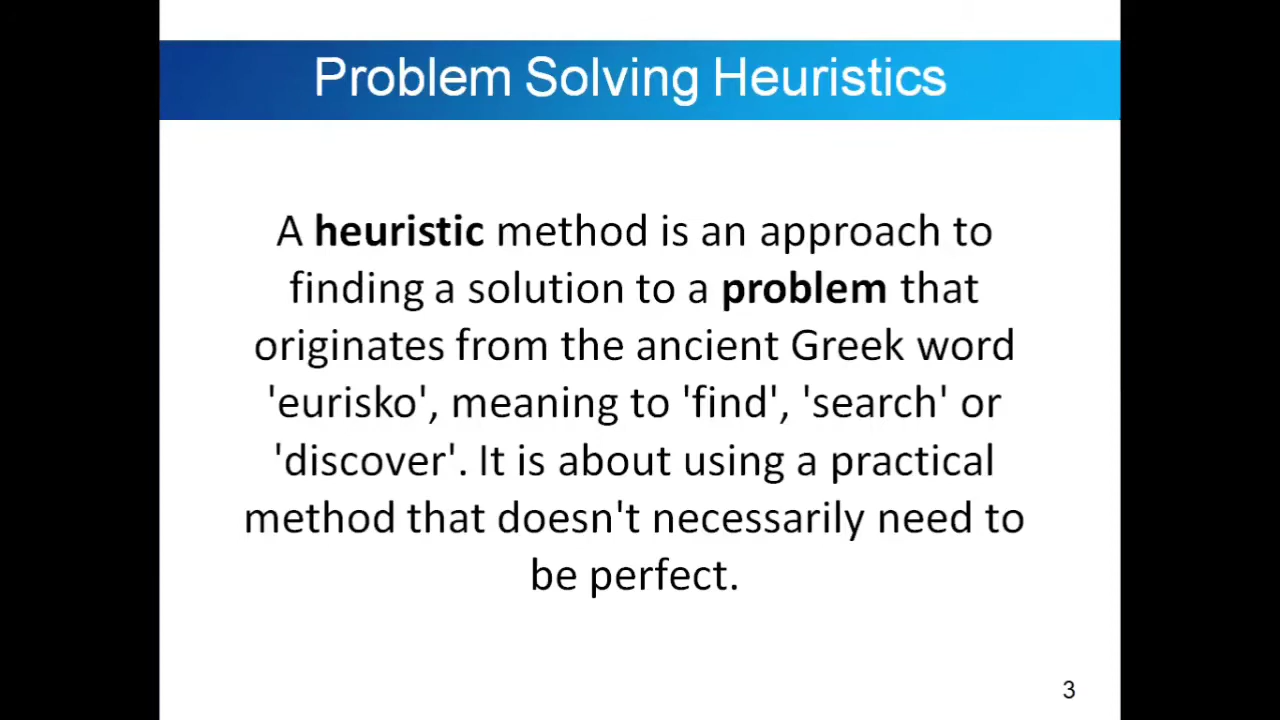 Problem Solving Heuristics
A heuristic method is an approach to
finding a solution to a problem that
originates from the ancient Greek word
'eurisko', meaning to 'find', 'search' or
'discover'. It is about using a practical
method that doesn't necessarily need to
be perfect.
3